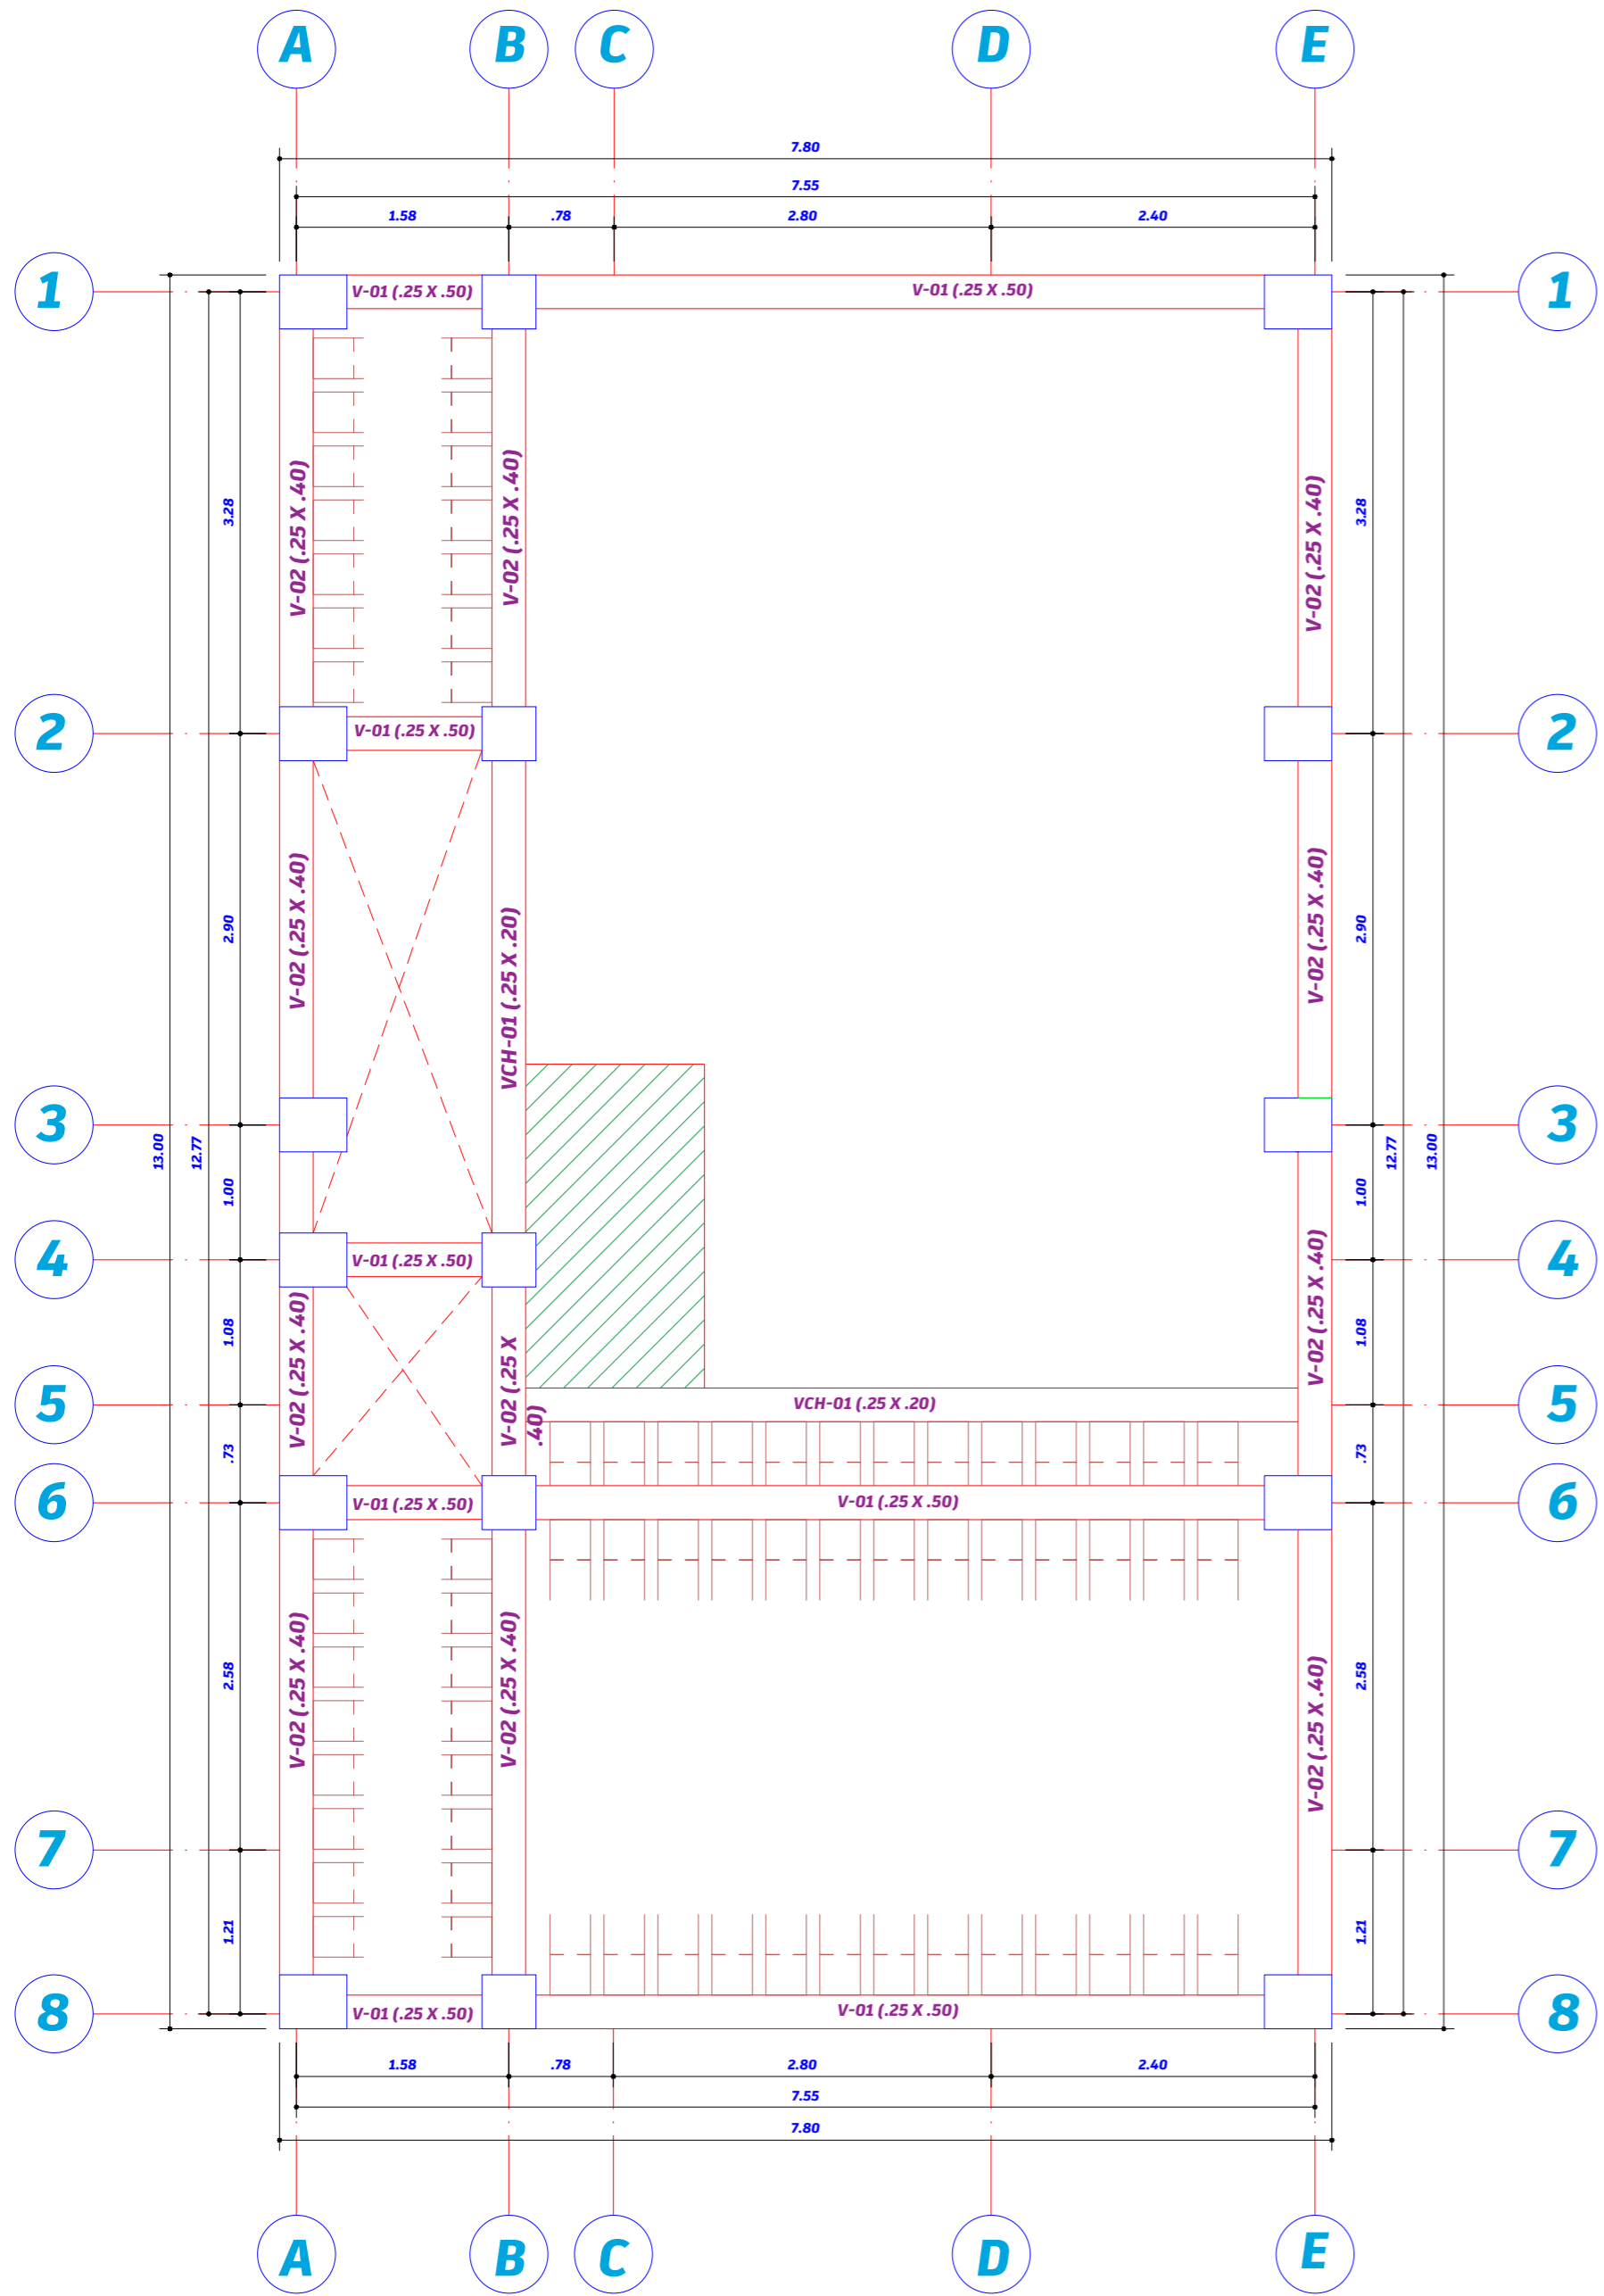 A B C D E
7.80
7.55
1.58 .78 2.80 2.40
1 V-01 (.25 X .50) V-01 (.25 X .50) 1
3.28 V-02 (.25 X .40) V-02 (.25 X .40) V-02 (.25 X .40) 3.28
2 V-01 (.25 X .50) 2
2.90 V-02 (.25 X .40) VCH-01 (.25 X .20) V-02 (.25 X .40) 2.90
3 3
13.00 12.77 1.00 1.00 12.77 13.00
4 V-01 (.25 X .50) 4
1.08 V-02 (.25 X .40) V-02 (.25 X V-02 (.25 X .40) 1.08
.40)
5 VCH-01 (.25 X .20) 5
.73 .73
6 V-01 (.25 X .50) V-01 (.25 X .50) 6
2.58 V-02 (.25 X .40) V-02 (.25 X .40) V-02 (.25 X .40) 2.58
7 7
1.21 1.21
8 V-01 (.25 X .50) V-01 (.25 X .50) 8
1.58 .78 2.80 2.40
7.55
7.80
A B C D E